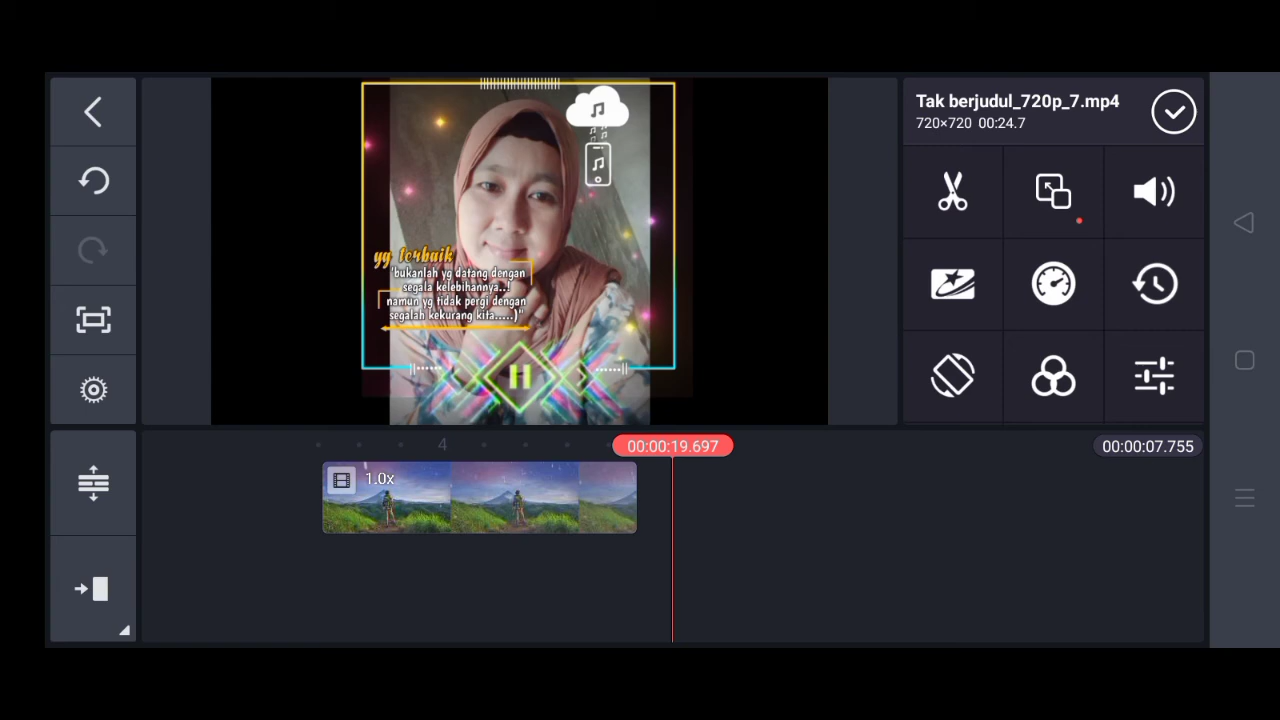 Tak berjudul_720p_7.mp4
720×720 00:24.7
yg terbaik
"bukanlah yg datang dengan
segala kelebihannya..!
namun yg tidak pergi dengan
segalah kekurang kita.....)"
4
00:00:19.697
00:00:07.755
1.0x